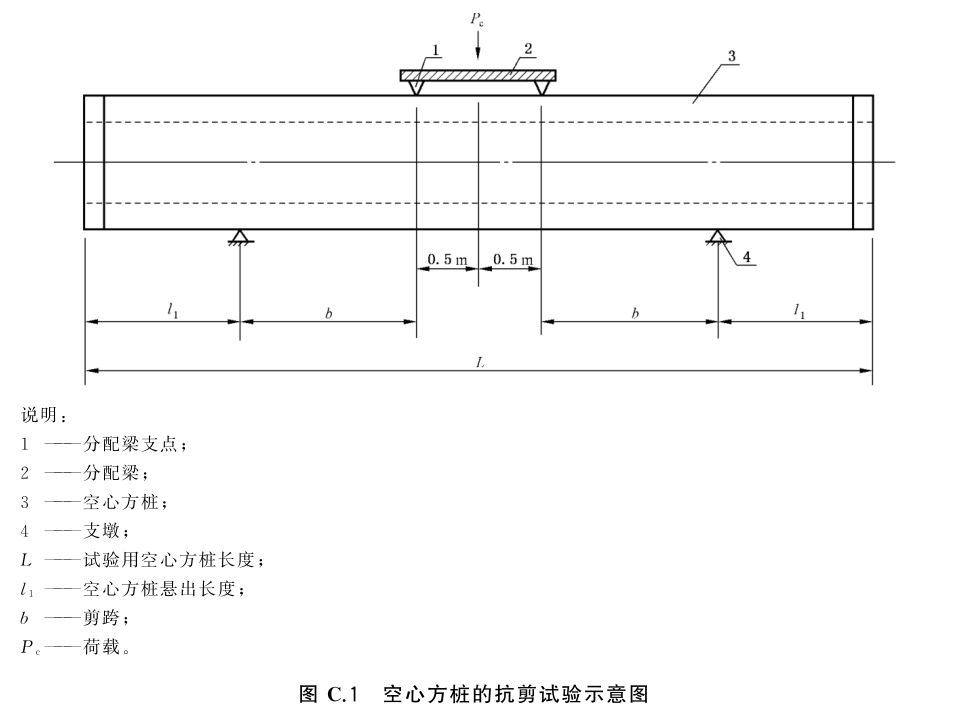 Pc
1
2
3
0.5 m 0.5 m
4
l1 b b l1
L
说明：
1 ——分配梁支点；
2 ——分配梁；
3 ——空心方桩；
4 ——支墩；
L ——试验用空心方桩长度；
l1 ——空心方桩悬出长度；
b ——剪跨；
Pc——荷载。
图 C.1 空心方桩的抗剪试验示意图